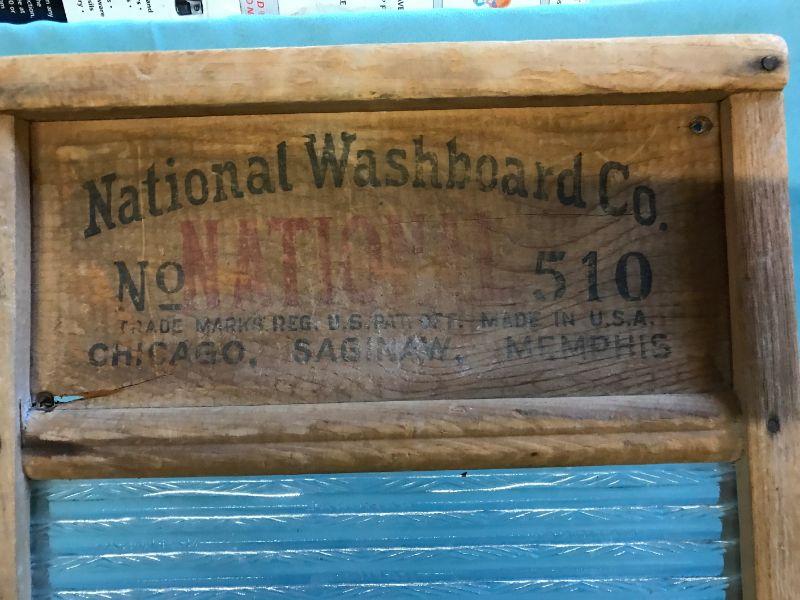 National Washboard Co.
No NATIONAL 510
TRADE MARKS REG. U.S. PAT. OFF. MADE IN U.S.A.
CHICAGO, SAGINAW, MEMPHIS